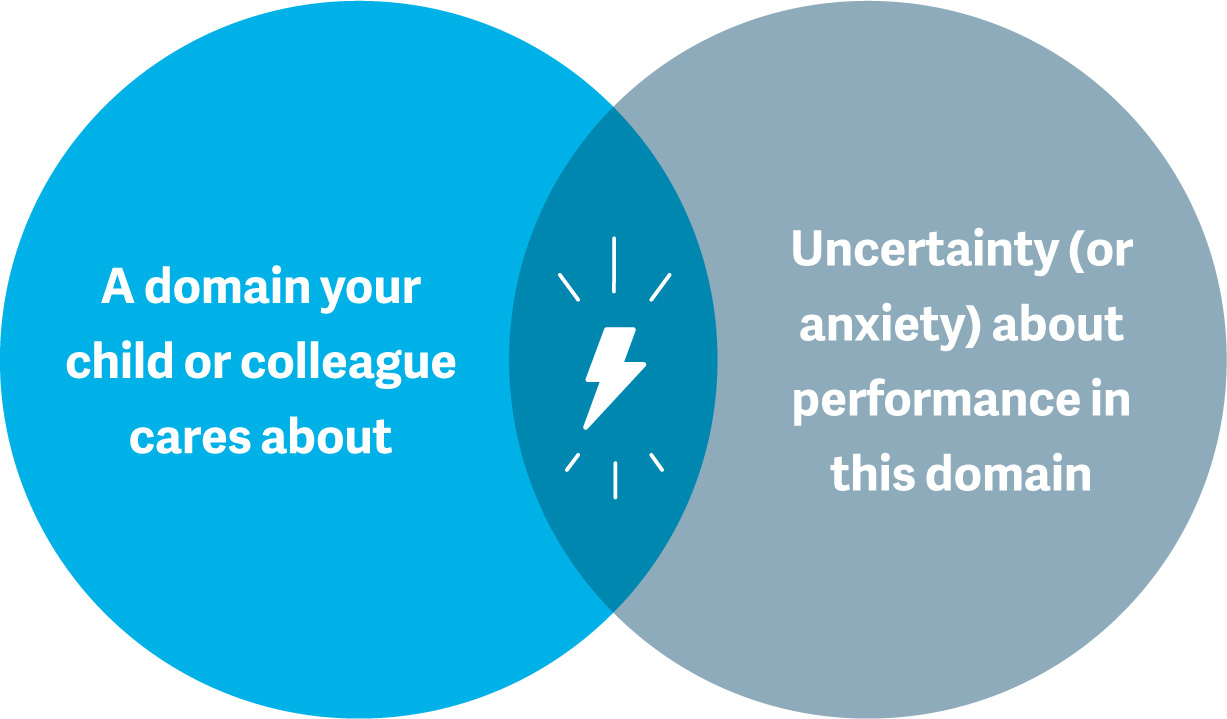 A domain your
child or colleague
cares about
Uncertainty (or
anxiety) about
performance in
this domain